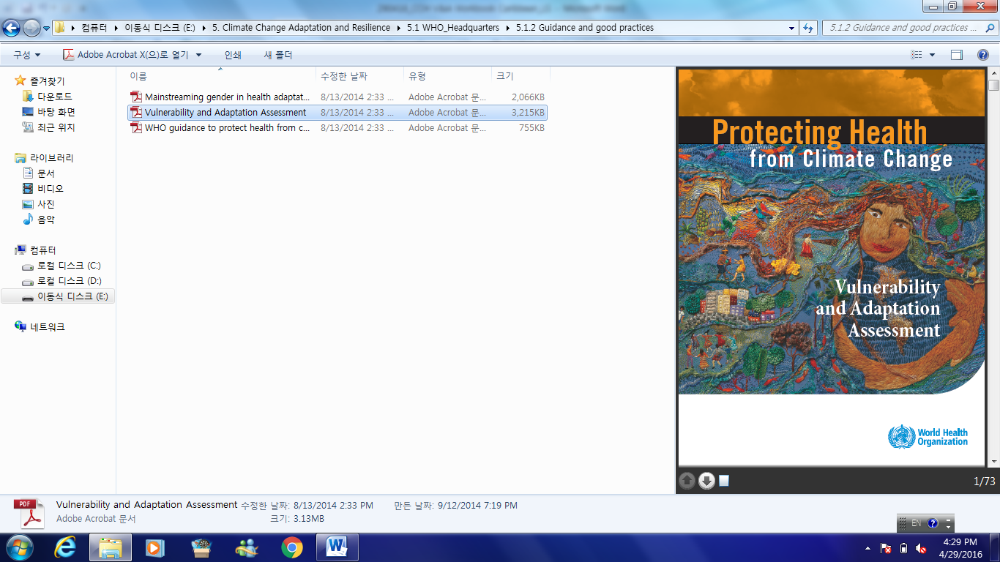 컴퓨터 ▸ 이동식 디스크 (E:) ▸ 5. Climate Change Adaptation and Resilience ▸ 5.1 WHO_Headquarters ▸ 5.1.2 Guidance and good practices
5.1.2 Guidance and good practices ...
구성 Adobe Acrobat X(으)로 열기 인쇄 새 폴더
즐겨찾기
다운로드
바탕 화면
최근 위치
라이브러리
문서
비디오
사진
음악
컴퓨터
로컬 디스크 (C:)
로컬 디스크 (D:)
이동식 디스크 (E:)
네트워크
이름 수정한 날짜 유형 크기
Mainstreaming gender in health adaptat... 8/13/2014 2:33 ... Adobe Acrobat 문... 2,066KB
Vulnerability and Adaptation Assessment 8/13/2014 2:33 ... Adobe Acrobat 문... 3,215KB
WHO guidance to protect health from c... 8/13/2014 2:33 ... Adobe Acrobat 문... 755KB
Protecting Health
from Climate Change
Vulnerability
and Adaptation
Assessment
World Health
Organization
1/73
PDF
Vulnerability and Adaptation Assessment 수정한 날짜: 8/13/2014 2:33 PM 만든 날짜: 9/12/2014 7:19 PM
Adobe Acrobat 문서 크기: 3.13MB
EN
4:29 PM
4/29/2016